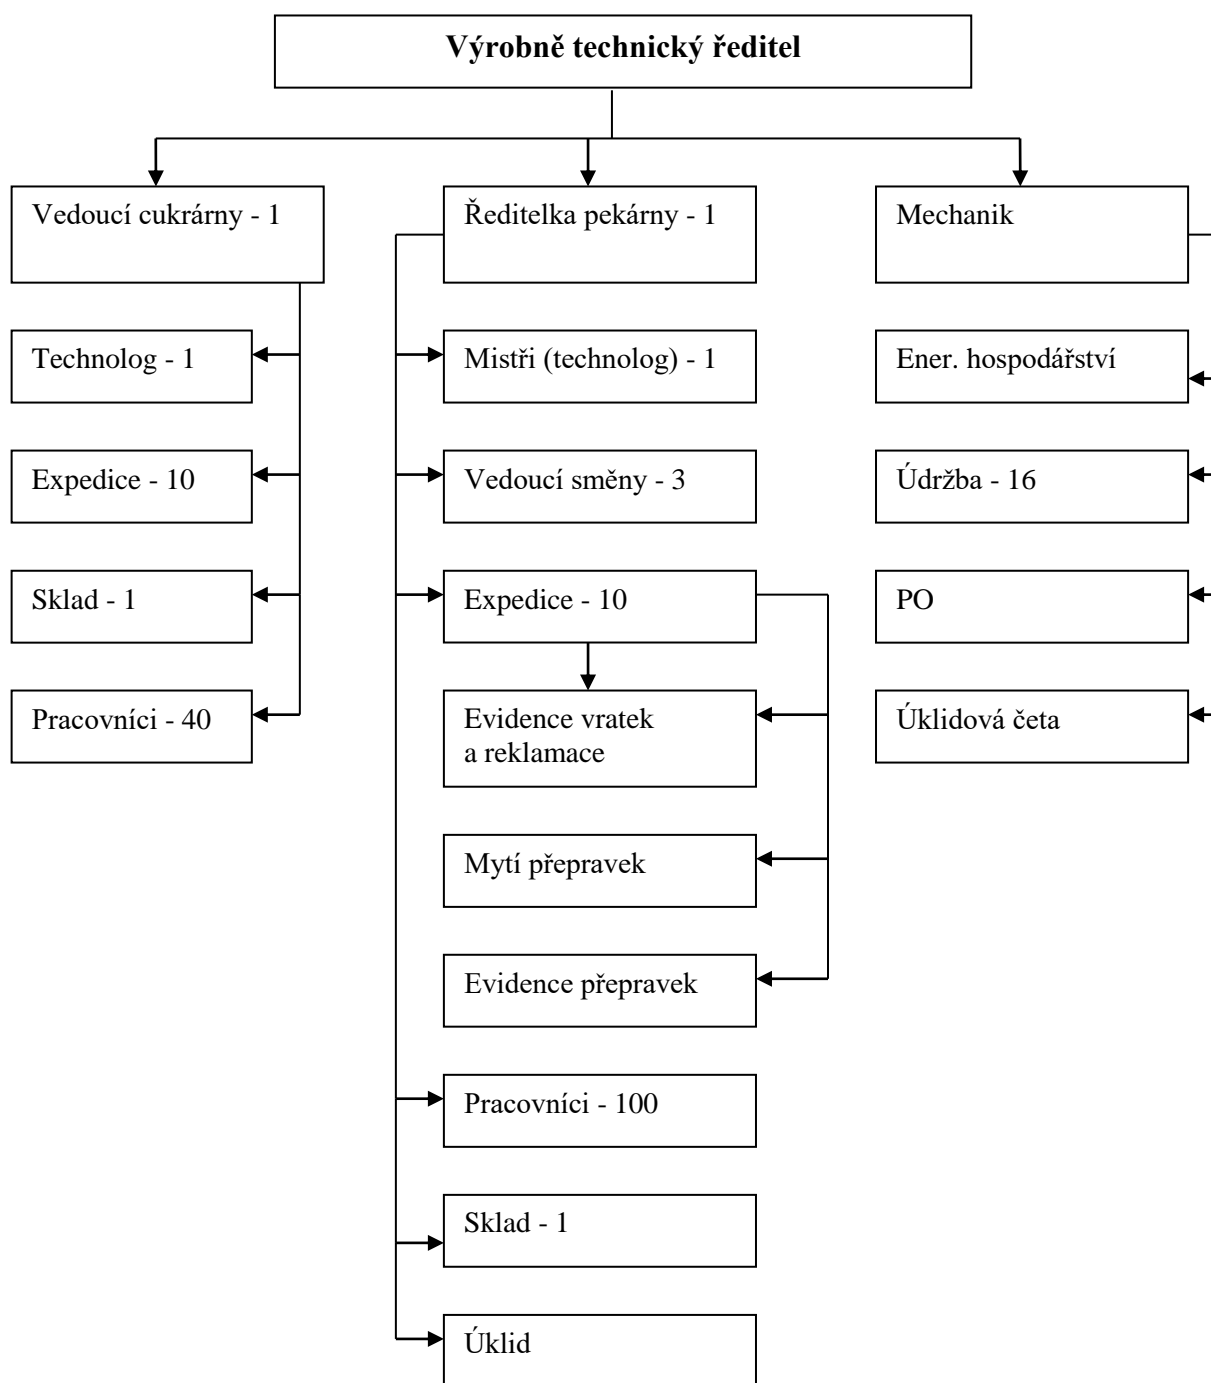 Výrobně technický ředitel
Vedoucí cukrárny - 1
Ředitelka pekárny - 1
Mechanik
Technolog - 1
Mistři (technolog) - 1
Ener. hospodářství
Expedice - 10
Vedoucí směny - 3
Údržba - 16
Sklad - 1
Expedice - 10
PO
Pracovníci - 40
Evidence vratek
a reklamace
Úklidová četa
Mytí přepravek
Evidence přepravek
Pracovníci - 100
Sklad - 1
Úklid